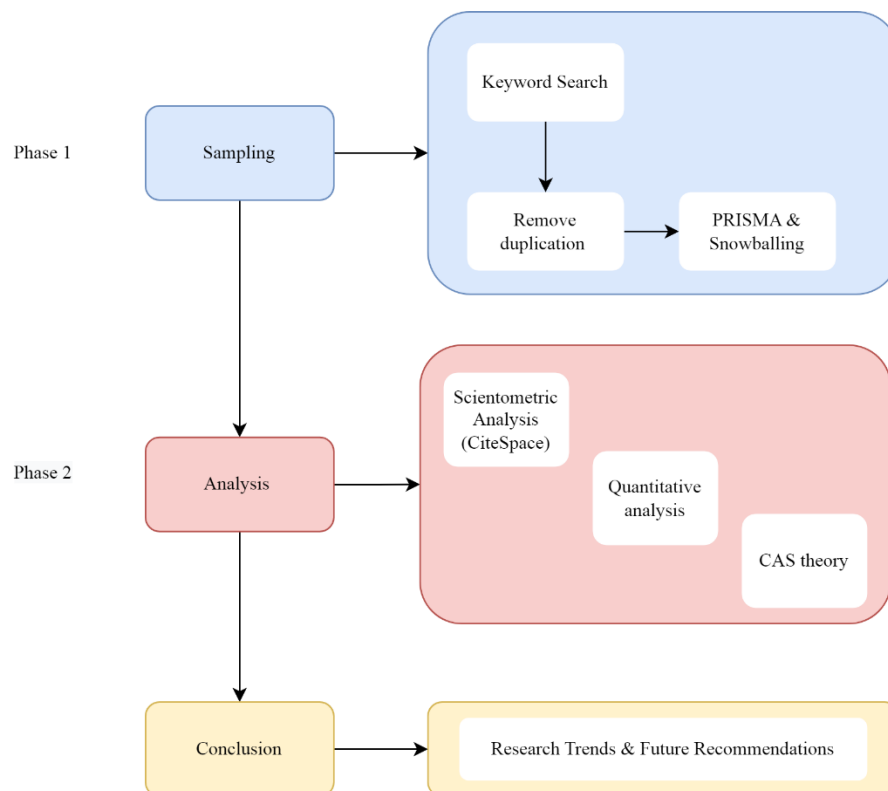 Keyword Search
Phase 1
Sampling
Remove
duplication
PRISMA &
Snowballing
Scientometric
Analysis
(CiteSpace)
Phase 2
Analysis
Quantitative
analysis
CAS theory
Conclusion
Research Trends & Future Recommendations